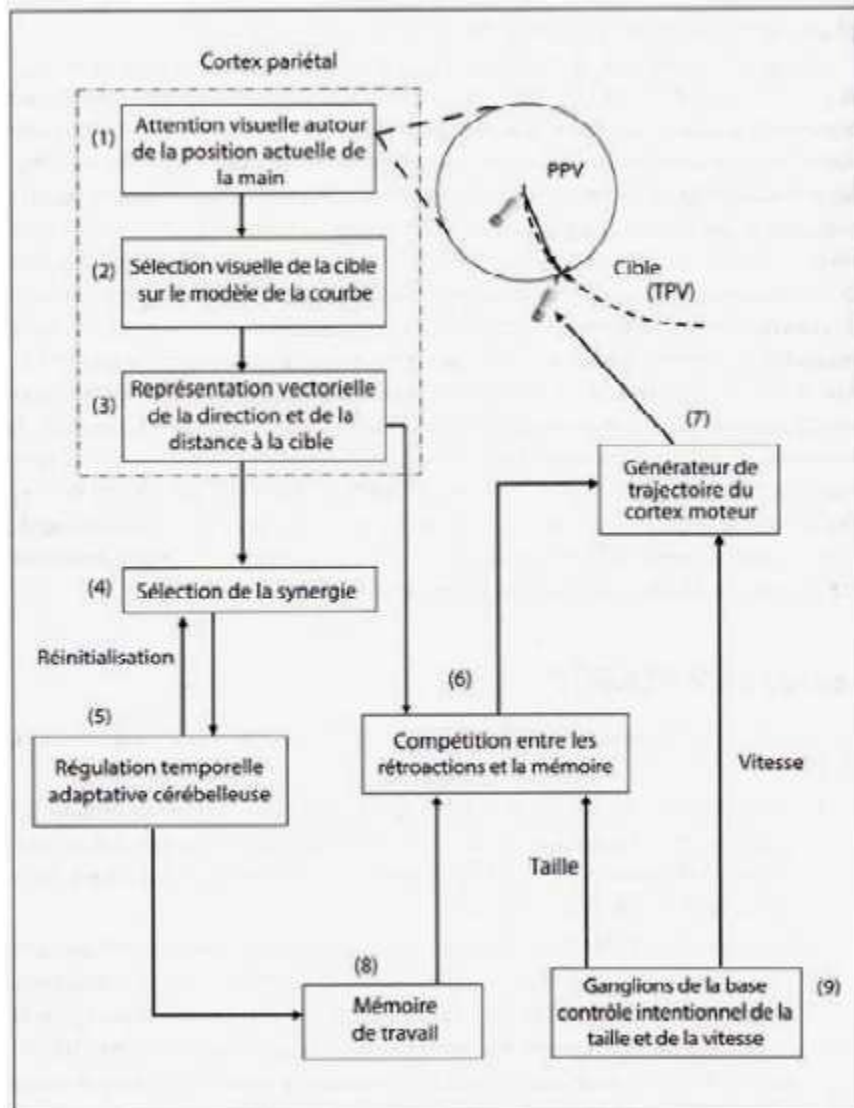 Cortex pariétal
(1)
Attention visuelle autour
de la position actuelle de
la main
PPV
(2)
Sélection visuelle de la cible
sur le modèle de la courbe
Cible
(TPV)
(3)
Représentation vectorielle
de la direction et de la
distance à la cible
(7)
Générateur de
trajectoire du
cortex moteur
(4)
Sélection de la synergie
Réinitialisation
(5)
Régulation temporelle
adaptative cérébelleuse
(6)
Compétition entre les
rétroactions et la mémoire
Vitesse
Taille
(8)
Mémoire
de travail
Ganglions de la base
contrôle intentionnel de la
taille et de la vitesse
(9)